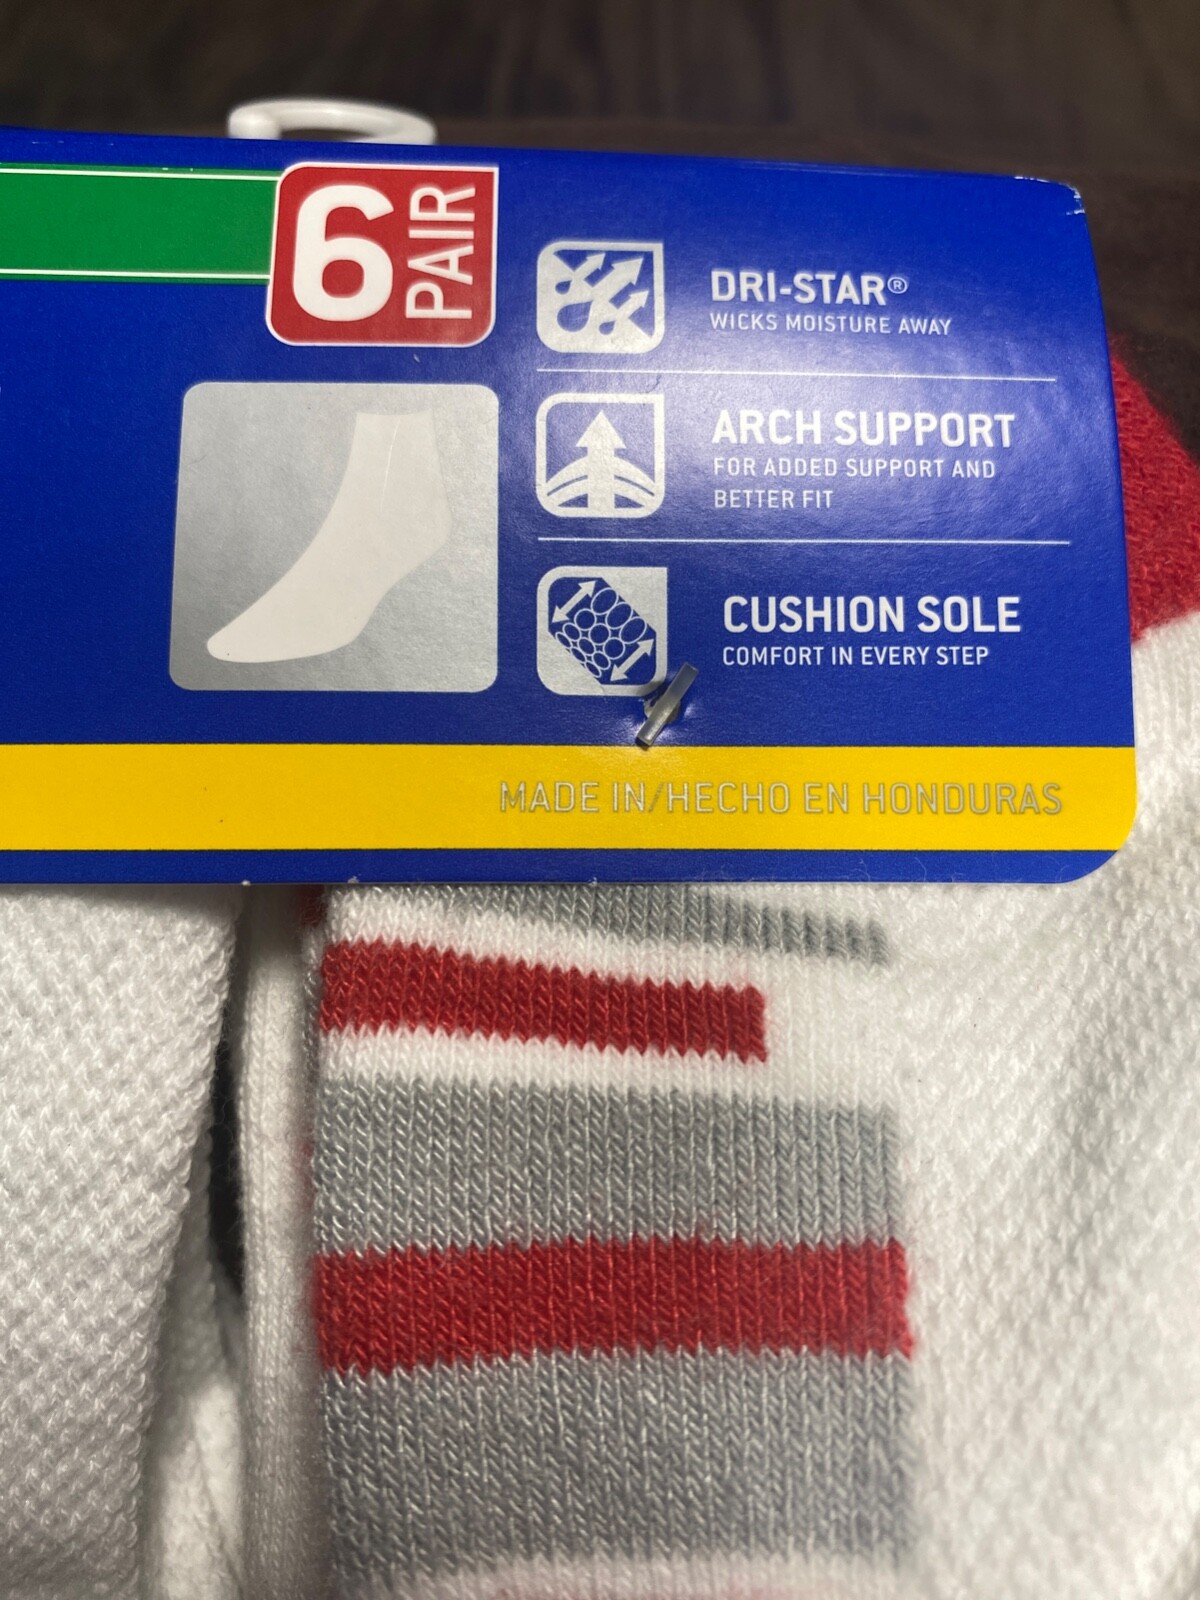 6 PAIR
DRI-STAR®
WICKS MOISTURE AWAY
ARCH SUPPORT
FOR ADDED SUPPORT AND
BETTER FIT
CUSHION SOLE
COMFORT IN EVERY STEP
MADE IN/HECHO EN HONDURAS